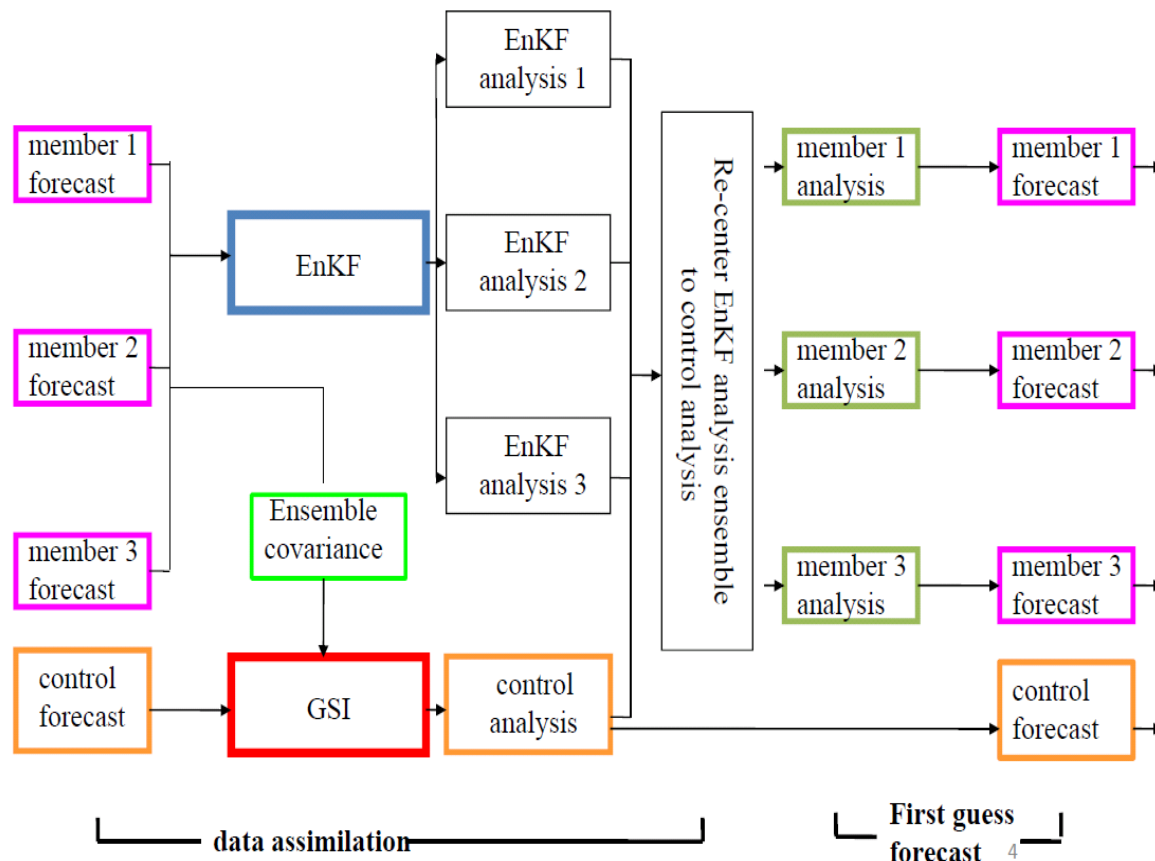 member 1
forecast
member 2
forecast
member 3
forecast
control
forecast
EnKF
Ensemble
covariance
GSI
EnKF
analysis 1
EnKF
analysis 2
EnKF
analysis 3
control
analysis
Re-center EnKF analysis ensemble
to control analysis
member 1
analysis
member 2
analysis
member 3
analysis
member 1
forecast
member 2
forecast
member 3
forecast
control
forecast
data assimilation
First guess
forecast 4